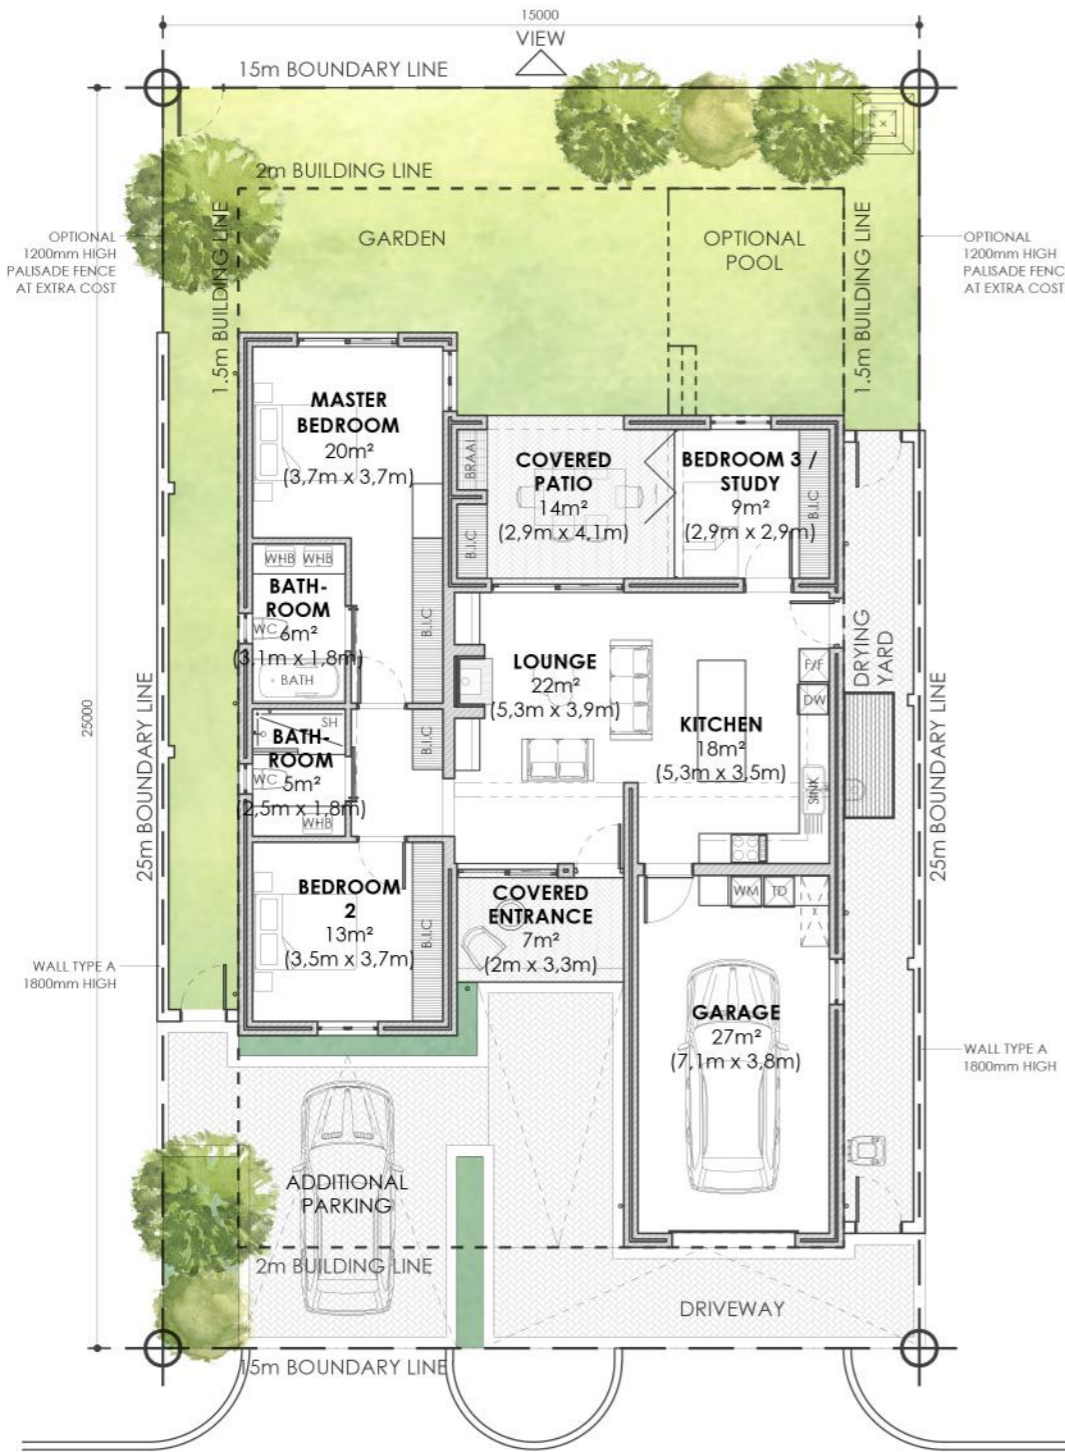 15000
VIEW
15m BOUNDARY LINE
2m BUILDING LINE
OPTIONAL
1200mm HIGH
PALISADE FENCE
AT EXTRA COST
1.5m BUILDING LINE
GARDEN
OPTIONAL
POOL
1.5m BUILDING LINE
OPTIONAL
1200mm HIGH
PALISADE FENC
AT EXTRA COST
MASTER
BEDROOM
20m²
(3,7m x 3,7m)
BRAAI
B.I.C
COVERED
PATIO
14m²
(2,9m x 4,1m)
BEDROOM 3 /
STUDY
9m²
(2,9m x 2,9m)
B.I.C
WHB WHB
BATH-
ROOM
WC
6m²
(3,1m x 1,8m)
BATH
B.I.C
LOUNGE
22m²
(5,3m x 3,9m)
KITCHEN
18m²
(5,3m x 3,5m)
F/F
DW
SINK
DRYING
YARD
25000
25m BOUNDARY LINE
25m BOUNDARY LINE
SH
BATH-
ROOM
WC
5m²
(2,5m x 1,8m)
WHB
B.I.C
BEDROOM
2
13m²
(3,5m x 3,7m)
B.I.C
COVERED
ENTRANCE
7m²
(2m x 3,3m)
WM TD
x
WALL TYPE A
1800mm HIGH
GARAGE
27m²
(7,1m x 3,8m)
WALL TYPE A
1800mm HIGH
ADDITIONAL
PARKING
2m BUILDING LINE
DRIVEWAY
15m BOUNDARY LINE